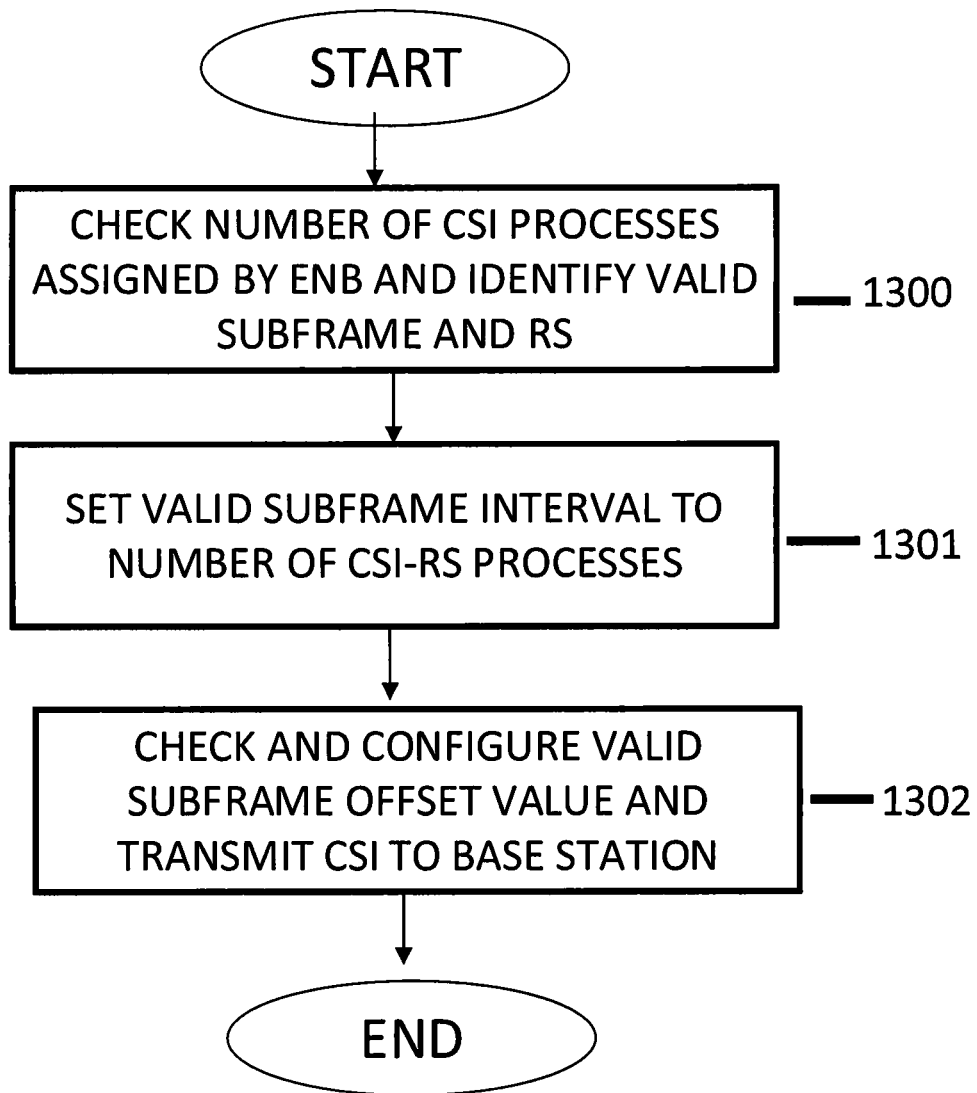 START
CHECK NUMBER OF CSI PROCESSES
ASSIGNED BY ENB AND IDENTIFY VALID
SUBFRAME AND RS
1300
SET VALID SUBFRAME INTERVAL TO
NUMBER OF CSI-RS PROCESSES
1301
CHECK AND CONFIGURE VALID
SUBFRAME OFFSET VALUE AND
TRANSMIT CSI TO BASE STATION
1302
END